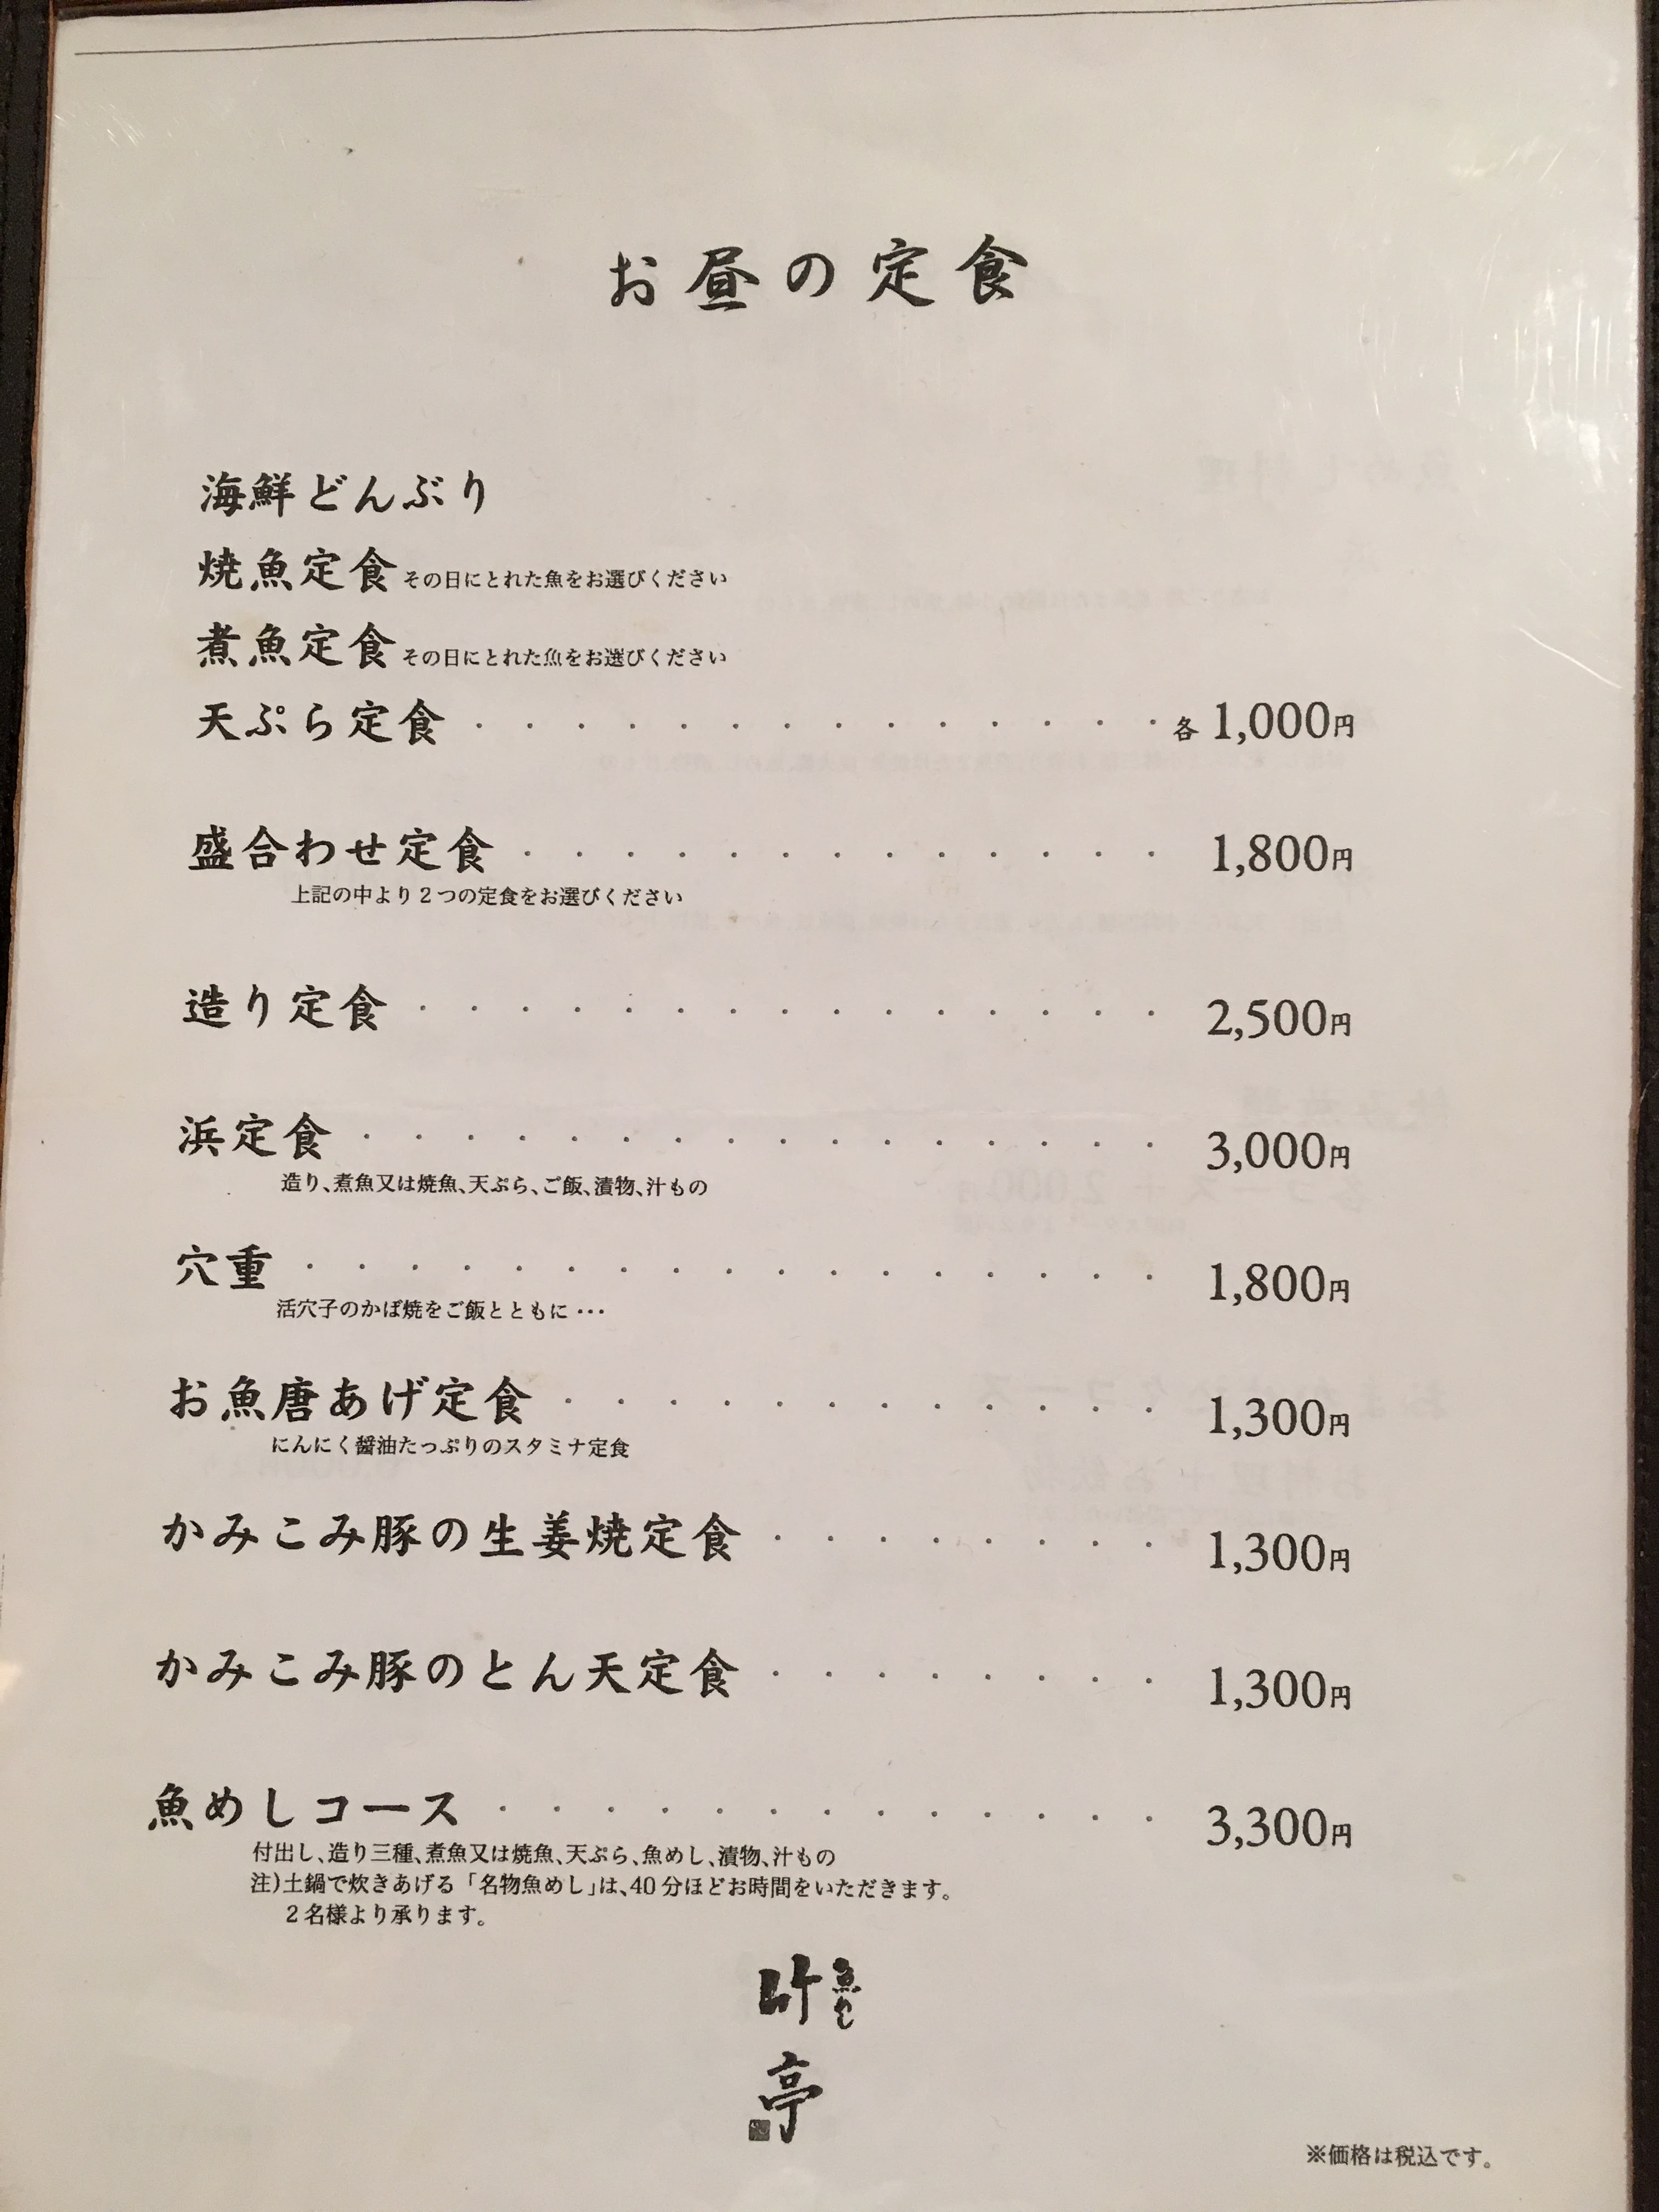 お昼の定食
海鮮どんぶり
焼魚定食 その日にとれた魚をお選びください
煮魚定食 その日にとれた魚をお選びください
天ぷら定食 ・・・・・・・・・・・・・・ 各 1,000円
盛合わせ定食 ・・・・・・・・・・・・・ 1,800円
上記の中より2つの定食をお選びください
造り定食 ・・・・・・・・・・・・・・・ 2,500円
浜定食 ・・・・・・・・・・・・・・・・ 3,000円
造り、煮魚又は焼魚、天ぷら、ご飯、漬物、汁もの
穴重 ・・・・・・・・・・・・・・・・・ 1,800円
活穴子のかば焼をご飯とともに・・・
お魚唐あげ定食 ・・・・・・・・・・・・ 1,300円
にんにく醤油たっぷりのスタミナ定食
かみこみ豚の生姜焼定食 ・・・・・・・・ 1,300円
かみこみ豚のとん天定食 ・・・・・・・・ 1,300円
魚めしコース ・・・・・・・・・・・・・ 3,300円
付出し、造り三種、煮魚又は焼魚、天ぷら、魚めし、漬物、汁もの
注)土鍋で炊きあげる「名物魚めし」は、40分ほどお時間をいただきます。
2名様より承ります。
魚めし
亭
※価格は税込です。